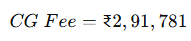 CG Fee = ₹2, 91, 781